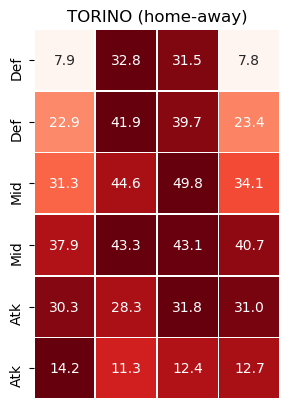 TORINO (home-away)
Def 7.9 32.8 31.5 7.8
Def 22.9 41.9 39.7 23.4
Mid 31.3 44.6 49.8 34.1
Mid 37.9 43.3 43.1 40.7
Atk 30.3 28.3 31.8 31.0
Atk 14.2 11.3 12.4 12.7